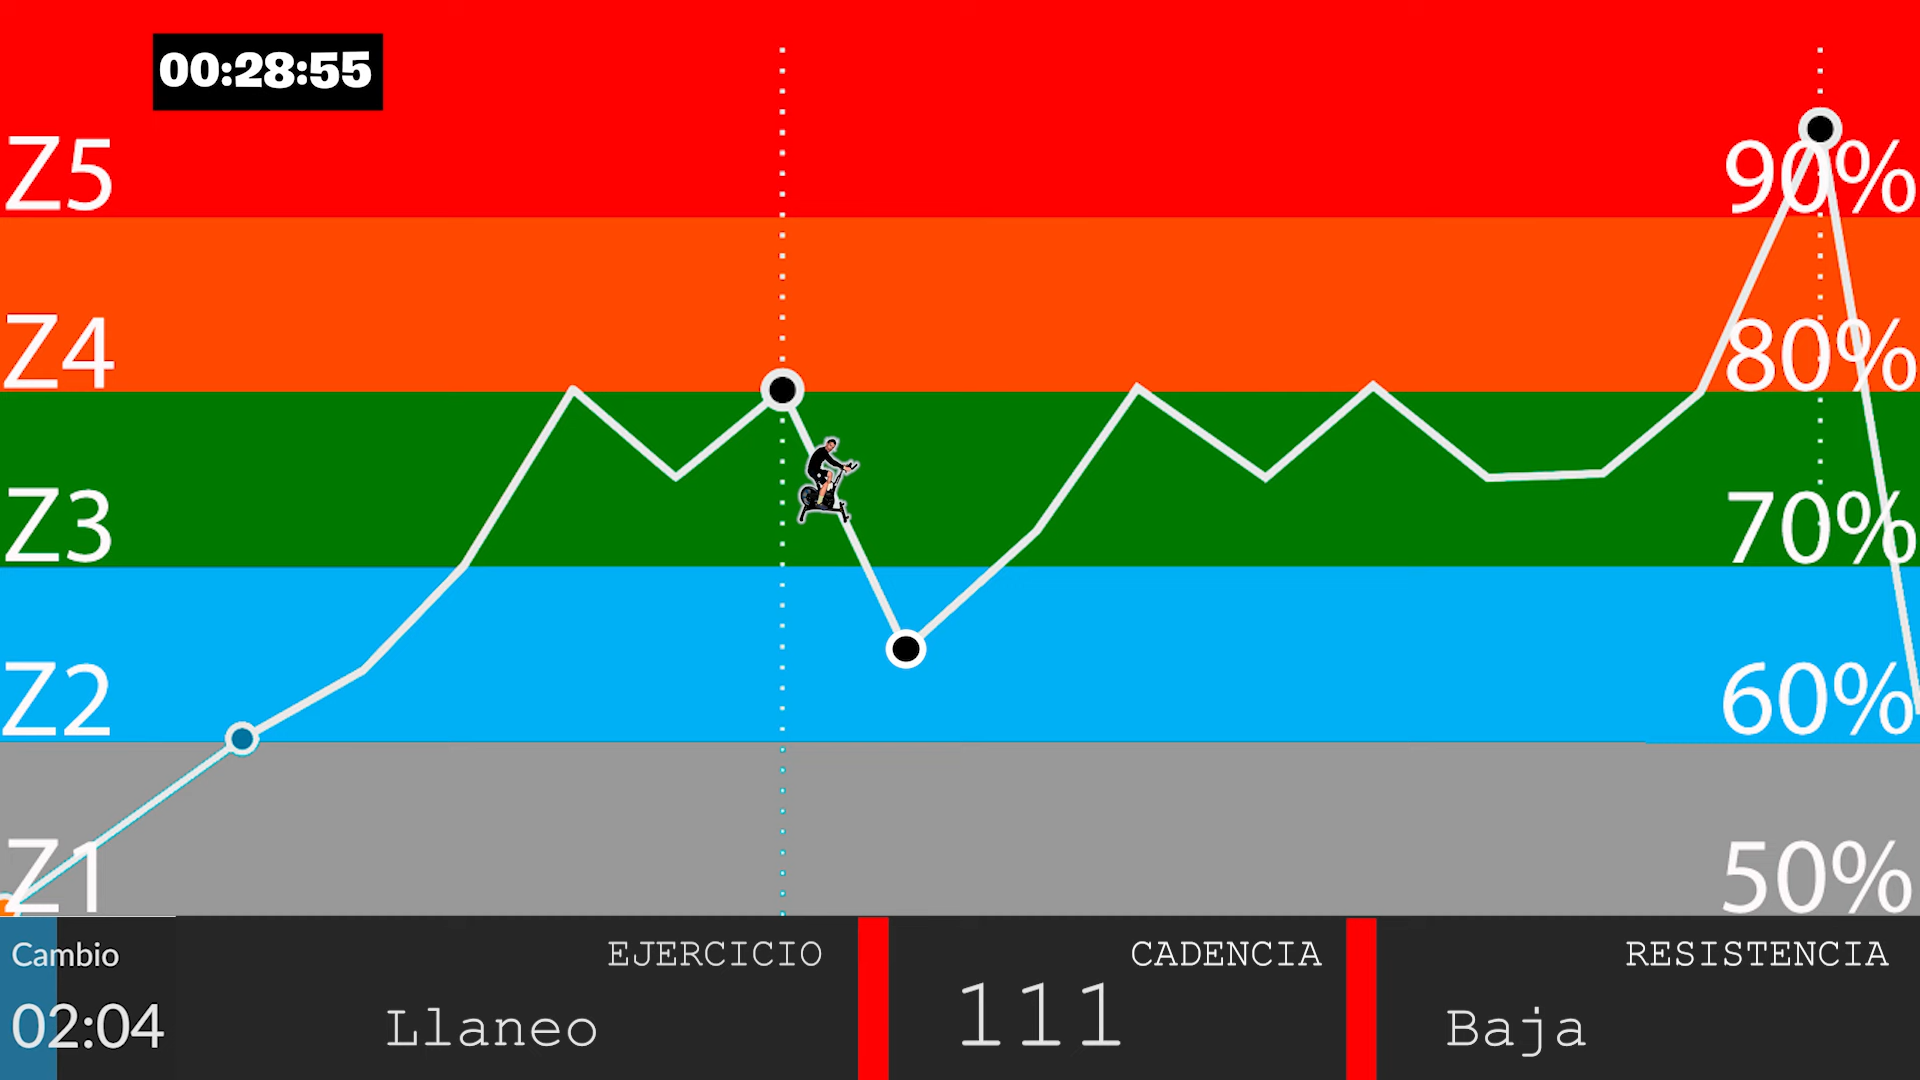 00:28:55
Z5 90%
Z4 80%
Z3 70%
Z2 60%
Z1 50%
Cambio
02:04
EJERCICIO
Llaneo
CADENCIA
111
RESISTENCIA
Baja